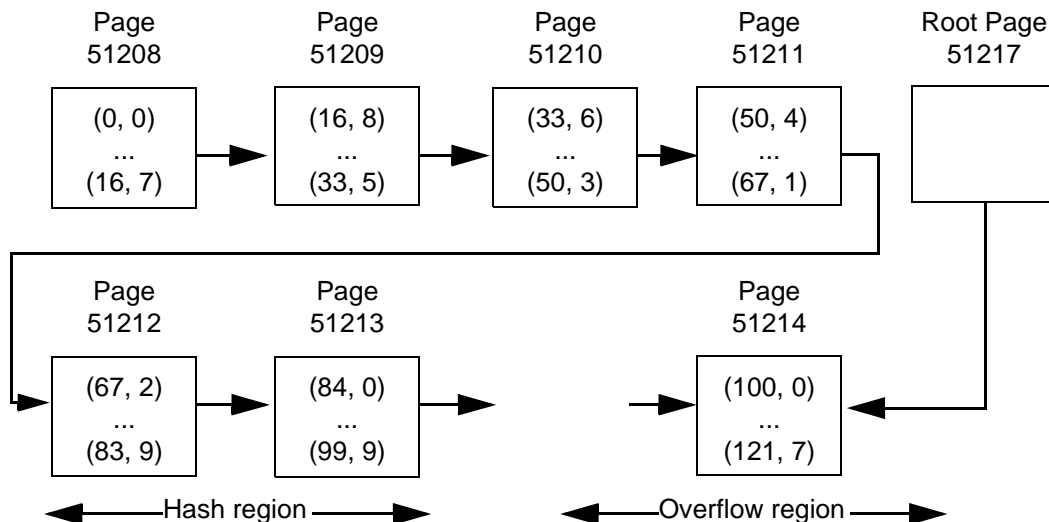 Page
51208
Page
51209
Page
51210
Page
51211
Root Page
51217
(0, 0)
...
(16, 7)
(16, 8)
...
(33, 5)
(33, 6)
...
(50, 3)
(50, 4)
...
(67, 1)
Page
51212
Page
51213
Page
51214
(67, 2)
...
(83, 9)
(84, 0)
...
(99, 9)
(100, 0)
...
(121, 7)
Hash region
Overflow region